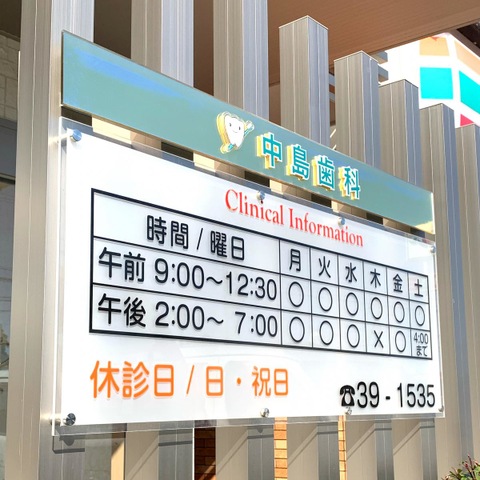 中島歯科
Clinical Information
時間/曜日 月 火 水 木 金 土
午前 9:00～12:30 ○ ○ ○ ○ ○ ○
午後 2:00～ 7:00 ○ ○ ○ × ○ 4:00まで
休診日/日・祝日
☎39-1535